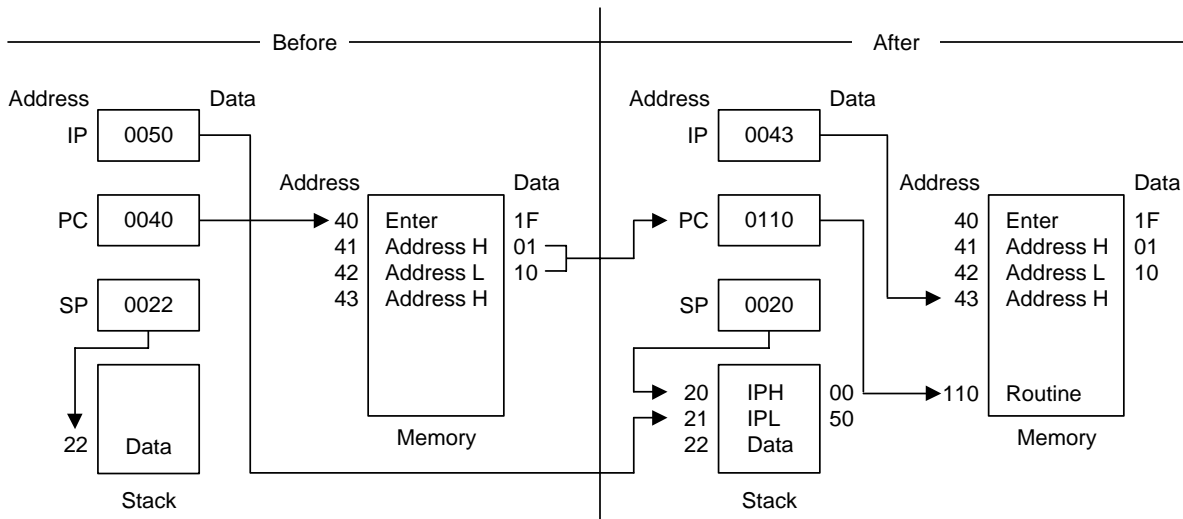 Before
Address Data
IP 0050
PC 0040
SP 0022
22 Data
Stack
Address Data
40 Enter 1F
41 Address H 01
42 Address L 10
43 Address H
Memory
After
Address Data
IP 0043
PC 0110
SP 0020
20 IPH 00
21 IPL 50
22 Data
Stack
Address Data
40 Enter 1F
41 Address H 01
42 Address L 10
43 Address H
110 Routine
Memory